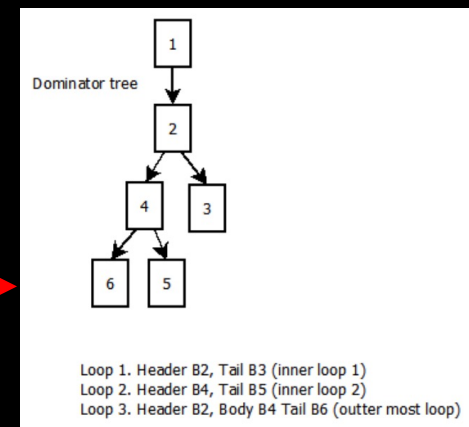 1
Dominator tree
2
4
3
6
5
Loop 1. Header B2, Tail B3 (inner loop 1)
Loop 2. Header B4, Tail B5 (inner loop 2)
Loop 3. Header B2, Body B4 Tail B6 (outter most loop)